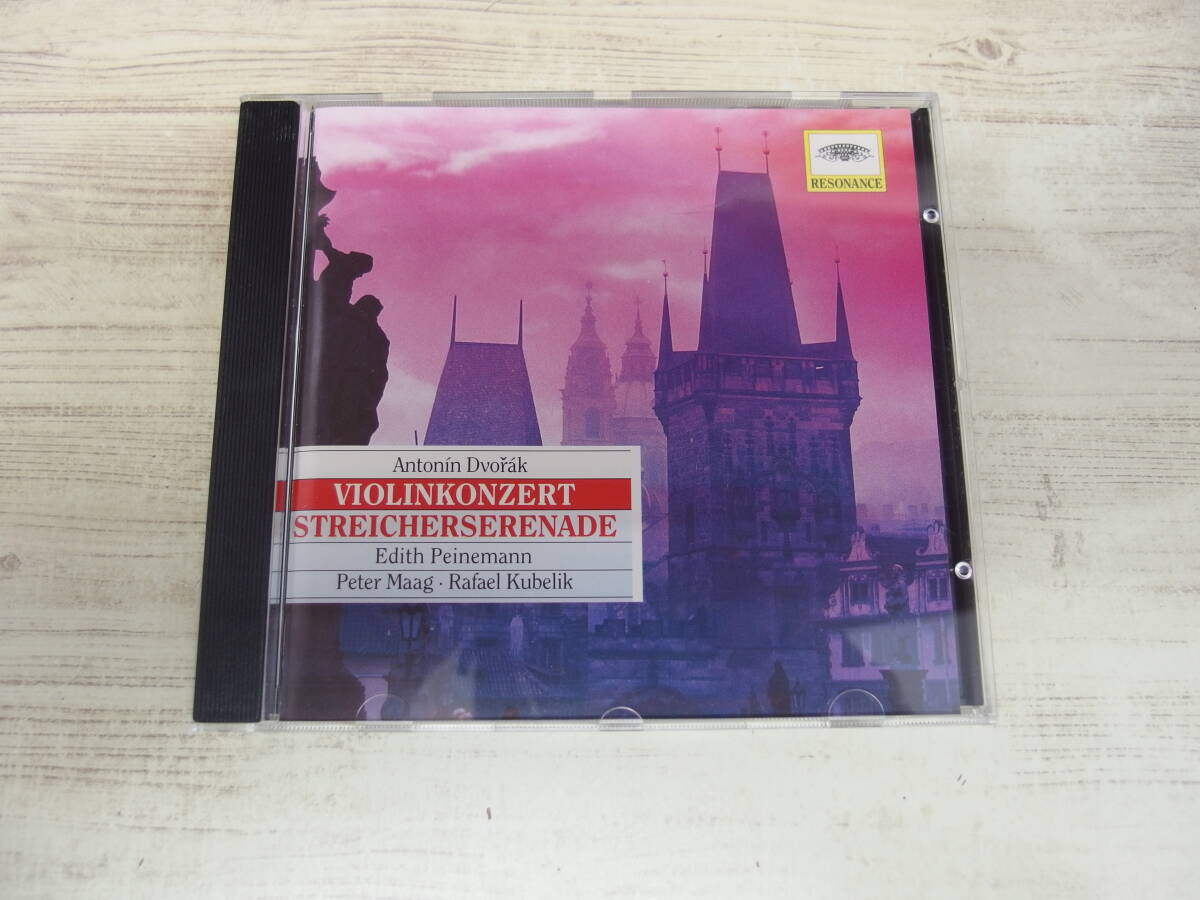 RESONANCE
Antonín Dvořák
VIOLINKONZERT
STREICHERSERENADE
Edith Peinemann
Peter Maag · Rafael Kubelik